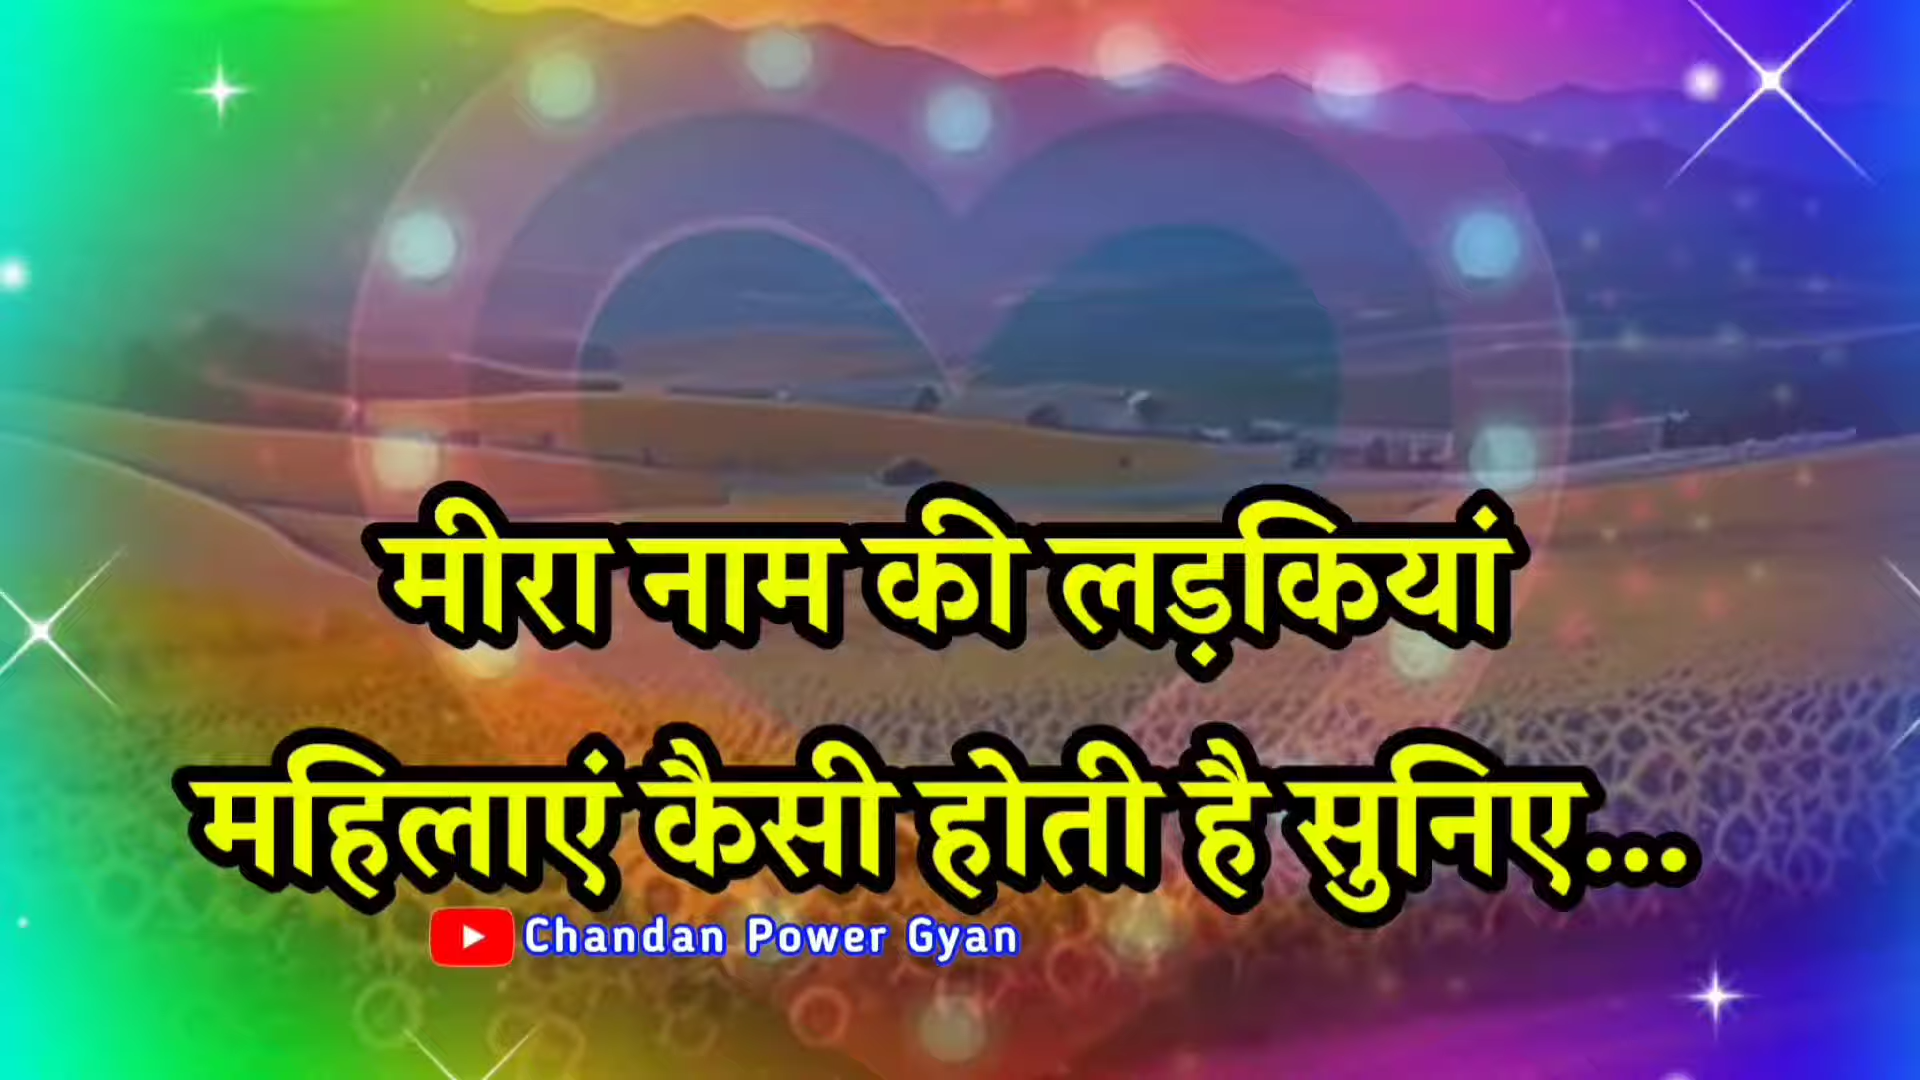 मीरा नाम की लड़कियां
महिलाएं कैसी होती है सुनिए...
Chandan Power Gyan